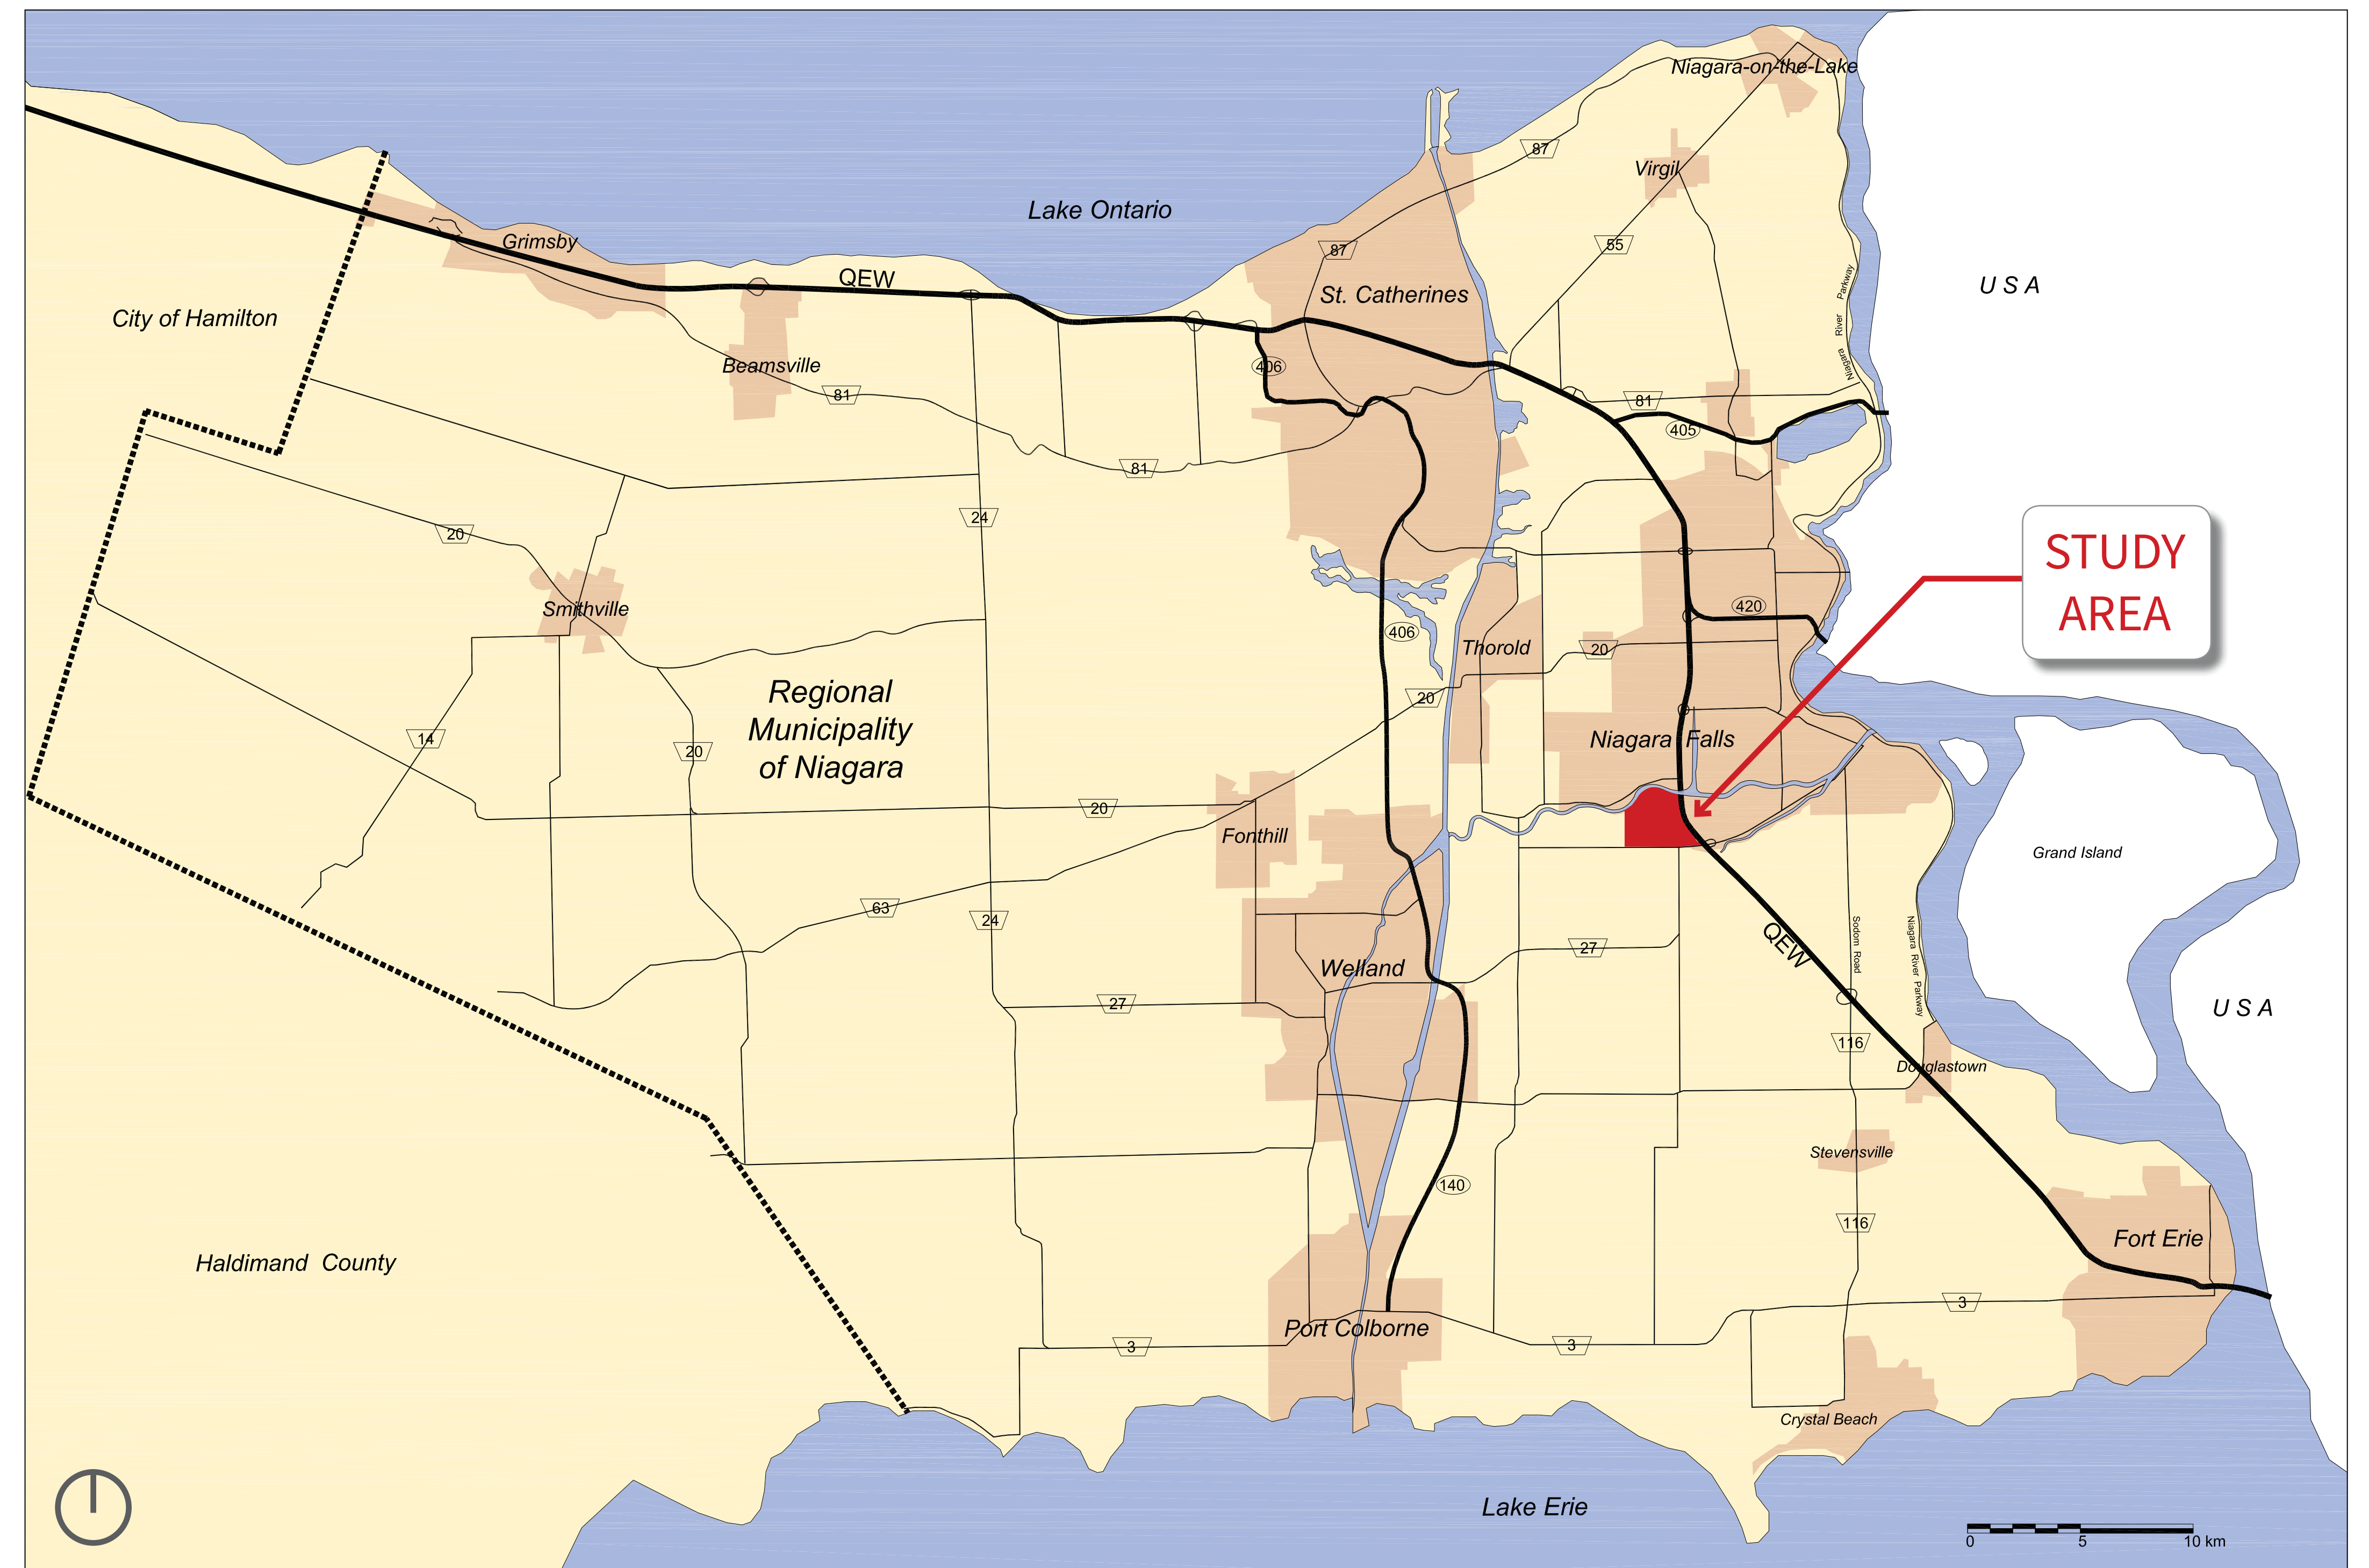 Niagara-on-the-Lake
87
Virgil
Lake Ontario
Grimsby
87
55
QEW
St. Catherines
Niagara River Parkway
U S A
City of Hamilton
Beamsville
406
81
81
405
81
24
20
STUDY
AREA
Smithville
406
420
Thorold
20
Regional
Municipality
of Niagara
20
14
20
Niagara Falls
20
Fonthill
Grand Island
63
24
27
QEW
Sodom Road
Niagara River Parkway
Welland
27
U S A
116
Douglastown
Stevensville
140
116
Haldimand County
Fort Erie
3
Port Colborne
3
3
Crystal Beach
Lake Erie
0 5 10 km